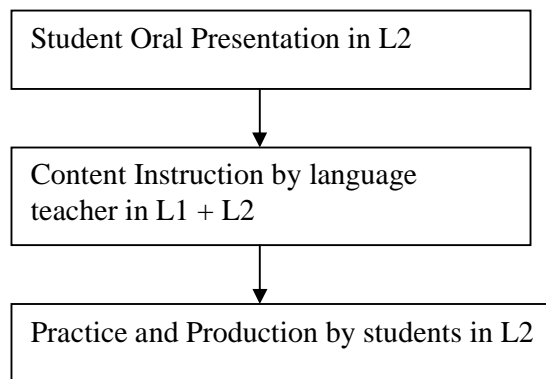 Student Oral Presentation in L2
Content Instruction by language
teacher in L1 + L2
Practice and Production by students in L2